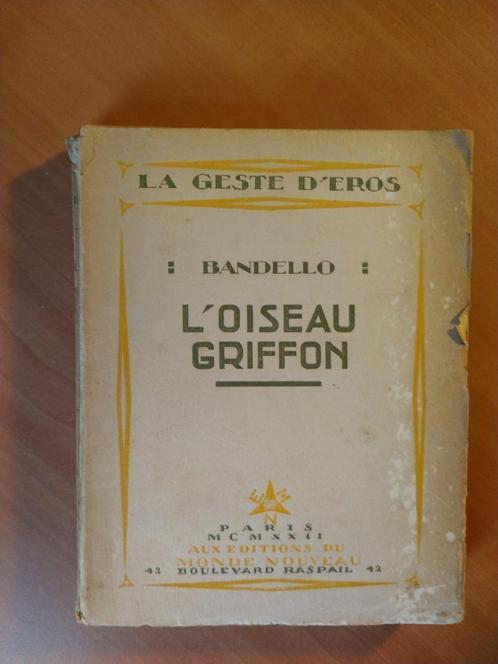 LA GESTE D'EROS
: BANDELLO :
L'OISEAU
GRIFFON
E M
N
PARIS
MCMXXII
AUX EDITIONS DU
MONDE NOUVEAU
42 BOULEVARD RASPAIL 42